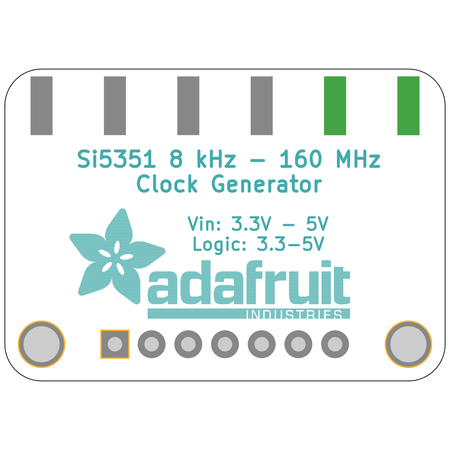 Si5351 8 kHz – 160 MHz
Clock Generator
Vin: 3.3V – 5V
Logic: 3.3–5V
adafruit
INDUSTRIES